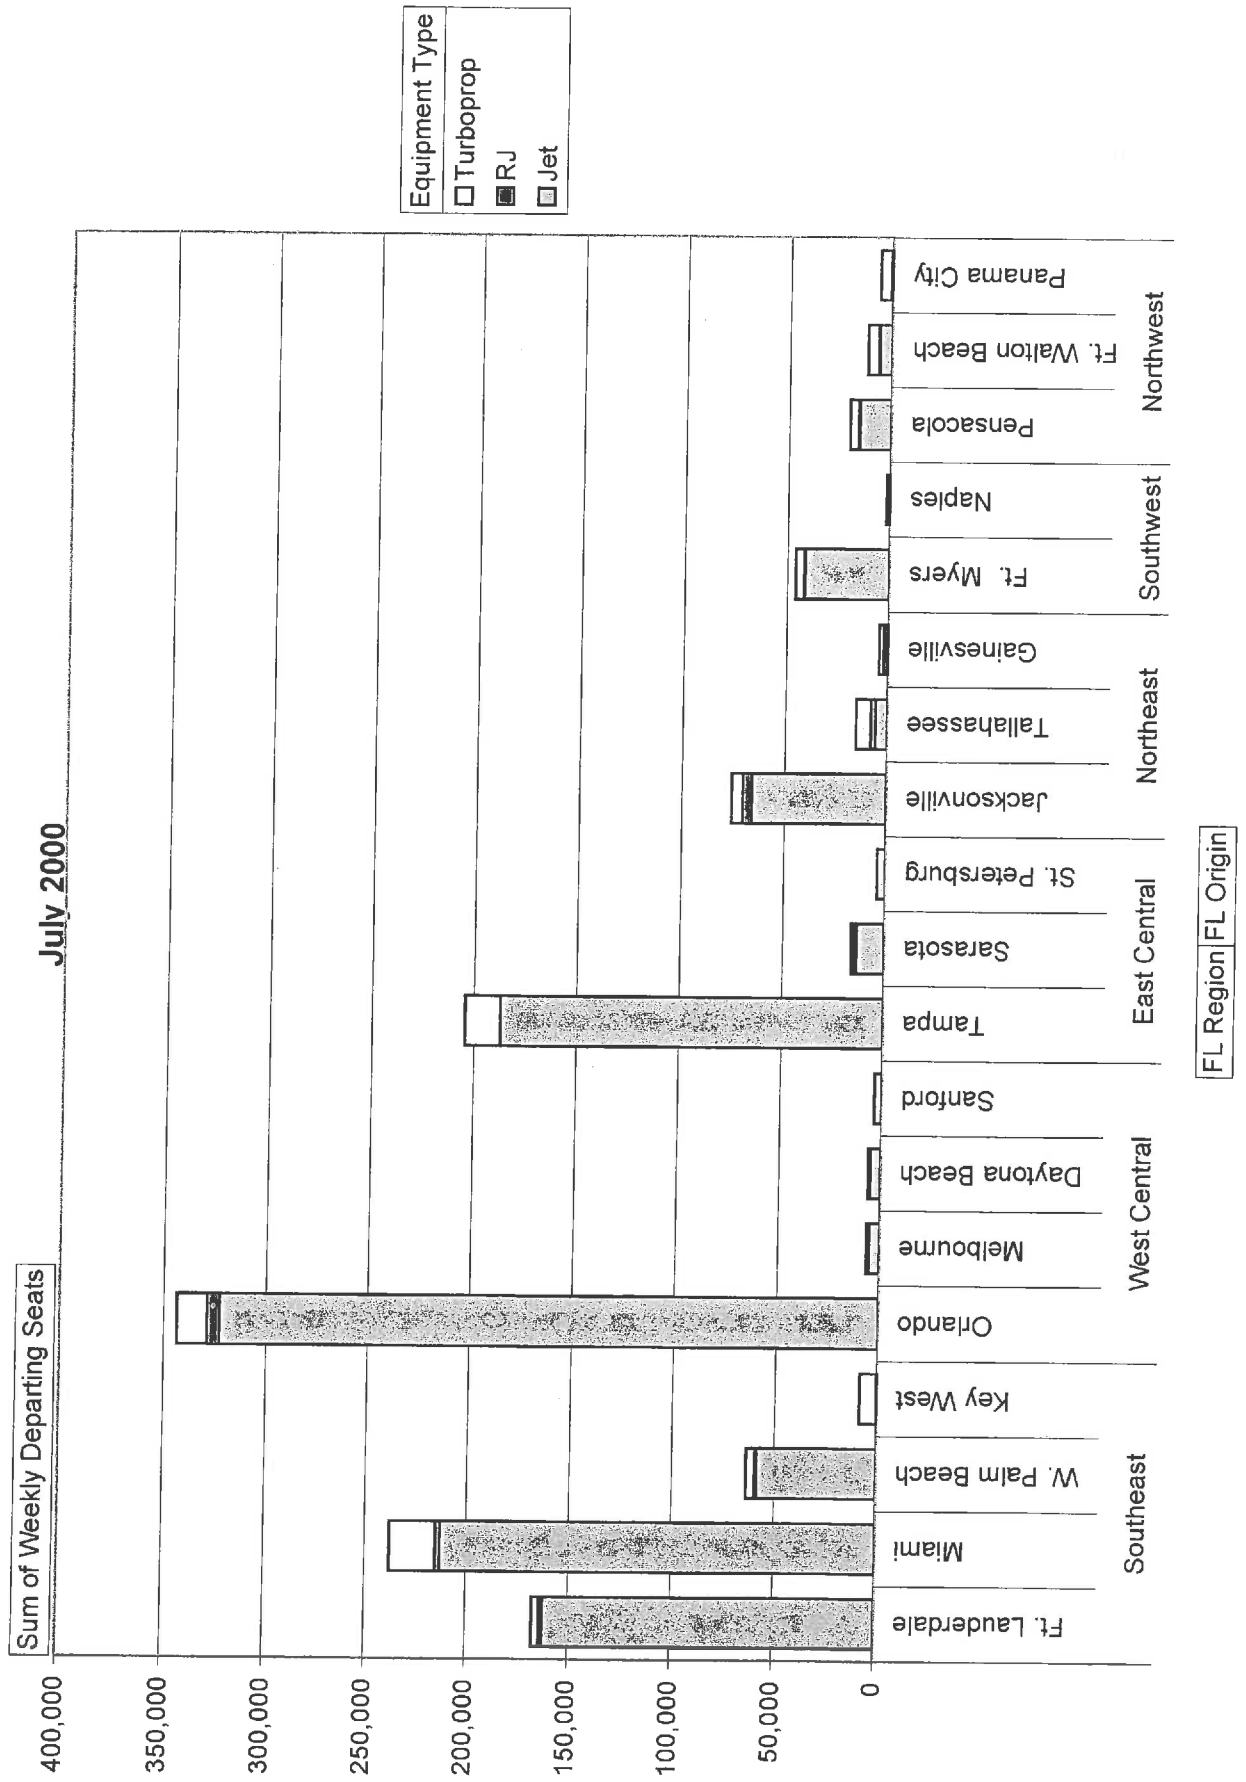 July 2000
Sum of Weekly Departing Seats
400,000
350,000
300,000
250,000
200,000
150,000
100,000
50,000
0
Ft. Lauderdale
Miami
W. Palm Beach
Key West
Orlando
Melbourne
Daytona Beach
Sanford
Tampa
Sarasota
St. Petersburg
Jacksonville
Tallahassee
Gainesville
Ft. Myers
Naples
Pensacola
Ft. Walton Beach
Panama City
Southeast
West Central
East Central
Northeast
Southwest
Northwest
FL Region FL Origin
Equipment Type
Turboprop
RJ
Jet